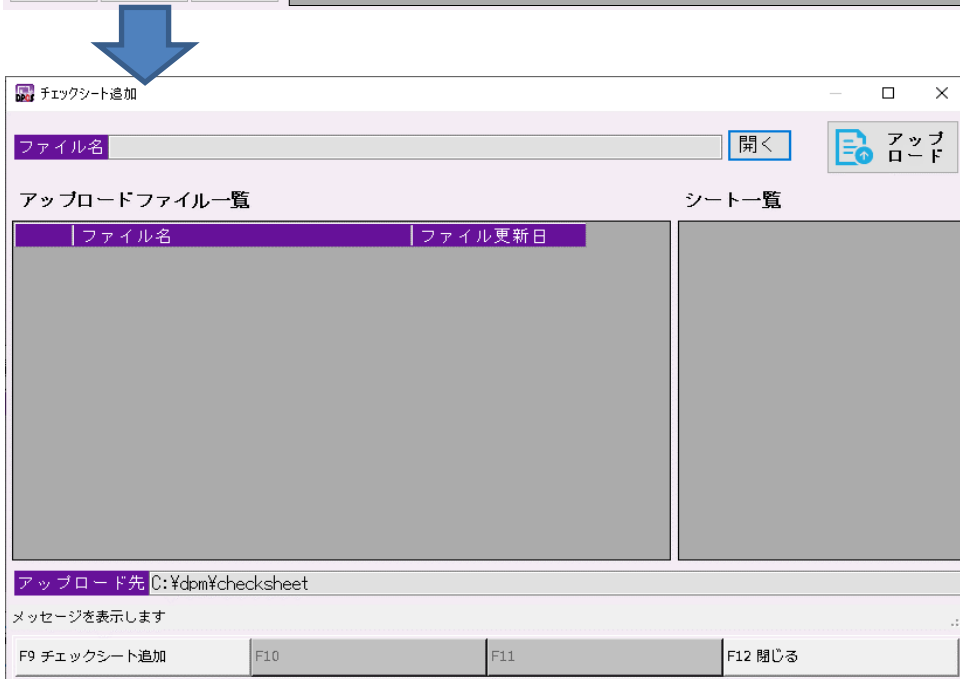 チェックシート追加
ファイル名 開く アップロード
アップロードファイル一覧 シート一覧
ファイル名 ファイル更新日
アップロード先 C:¥dpm¥checksheet
メッセージを表示します
F9 チェックシート追加 F10 F11 F12 閉じる